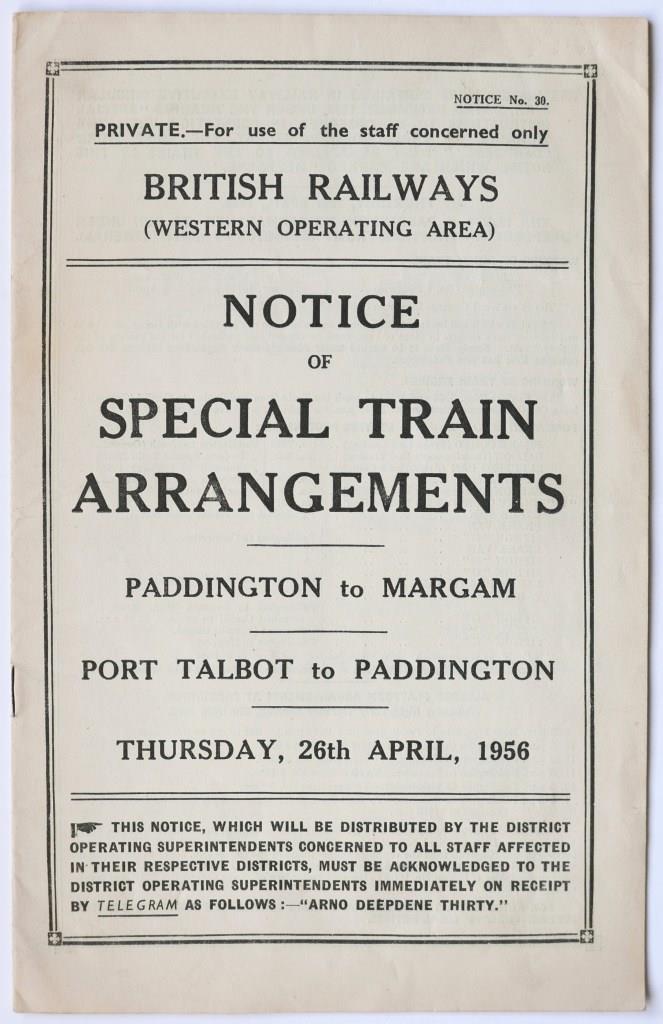 NOTICE No. 30.
PRIVATE.—For use of the staff concerned only
BRITISH RAILWAYS
(WESTERN OPERATING AREA)
NOTICE
OF
SPECIAL TRAIN
ARRANGEMENTS
PADDINGTON to MARGAM
PORT TALBOT to PADDINGTON
THURSDAY, 26th APRIL, 1956
THIS NOTICE, WHICH WILL BE DISTRIBUTED BY THE DISTRICT
OPERATING SUPERINTENDENTS CONCERNED TO ALL STAFF AFFECTED
IN THEIR RESPECTIVE DISTRICTS, MUST BE ACKNOWLEDGED TO THE
DISTRICT OPERATING SUPERINTENDENTS IMMEDIATELY ON RECEIPT
BY TELEGRAM AS FOLLOWS :—"ARNO DEEPDENE THIRTY."